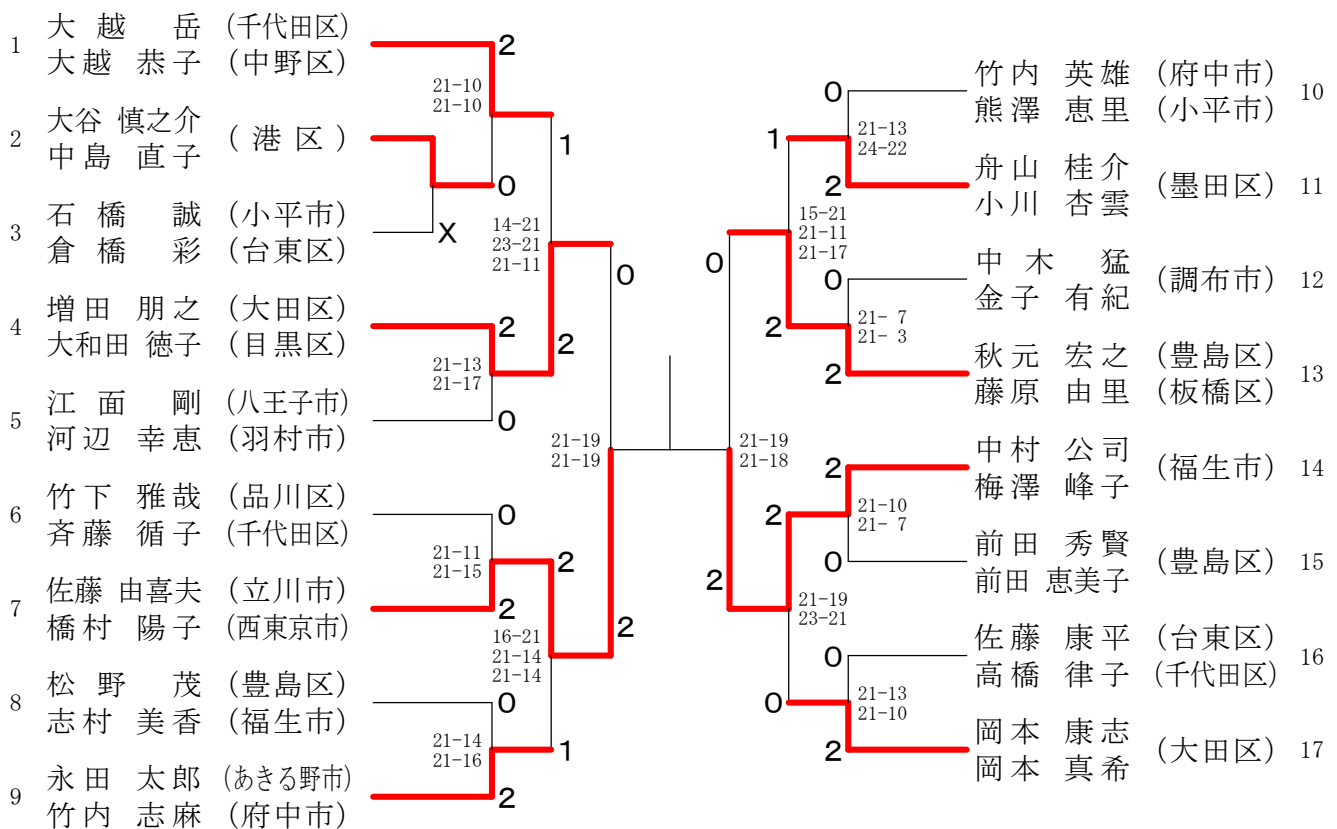 1 大越 岳 (千代田区)
大越 恭子 (中野区)
2
21-10
21-10
2 大谷 慎之介 (港区)
中島 直子
0
1
3 石橋 誠 (小平市)
倉橋 彩 (台東区)
X
14-21
23-21
21-11
0
4 増田 朋之 (大田区)
大和田 徳子 (目黒区)
2
2
21-13
21-17
5 江面 剛 (八王子市)
河辺 幸恵 (羽村市)
0
21-19
21-19
6 竹下 雅哉 (品川区)
斉藤 循子 (千代田区)
0
21-11
21-15
2
7 佐藤 由喜夫 (立川市)
橋村 陽子 (西東京市)
2
2
16-21
21-14
21-14
8 松野 茂 (豊島区)
志村 美香 (福生市)
0
21-14
21-16
1
9 永田 太郎 (あきる野市)
竹内 志麻 (府中市)
2
0 竹内 英雄 (府中市) 10
熊澤 恵里 (小平市)
1
21-13
24-22
2 舟山 桂介 (墨田区) 11
小川 杏雲
15-21
21-11
21-17
0
0 中木 猛 (調布市) 12
金子 有紀
2
21- 7
21- 3
2 秋元 宏之 (豊島区) 13
藤原 由里 (板橋区)
21-19
21-18
2 中村 公司 (福生市) 14
梅澤 峰子
2
21-10
21- 7
0 前田 秀賢 (豊島区) 15
前田 恵美子
2
21-19
23-21
0 佐藤 康平 (台東区) 16
高橋 律子 (千代田区)
0
21-13
21-10
2 岡本 康志 (大田区) 17
岡本 真希